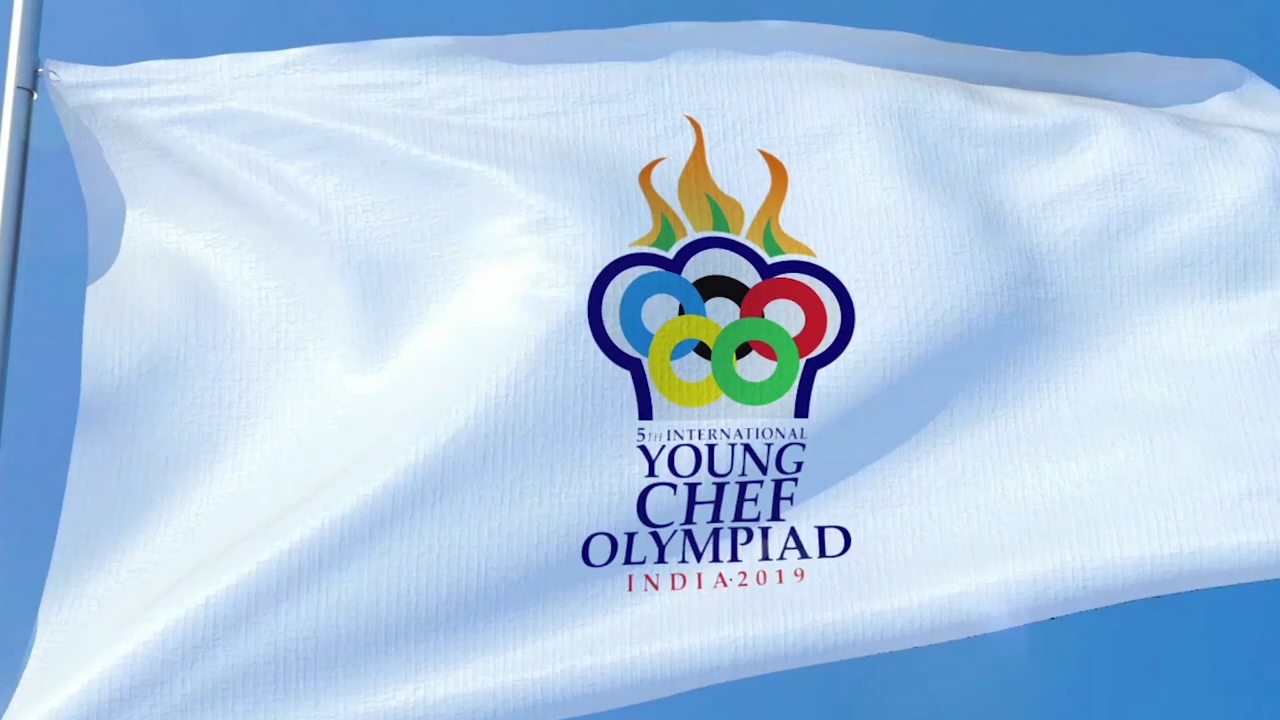 5TH INTERNATIONAL
YOUNG
CHEF
OLYMPIAD
INDIA·2019